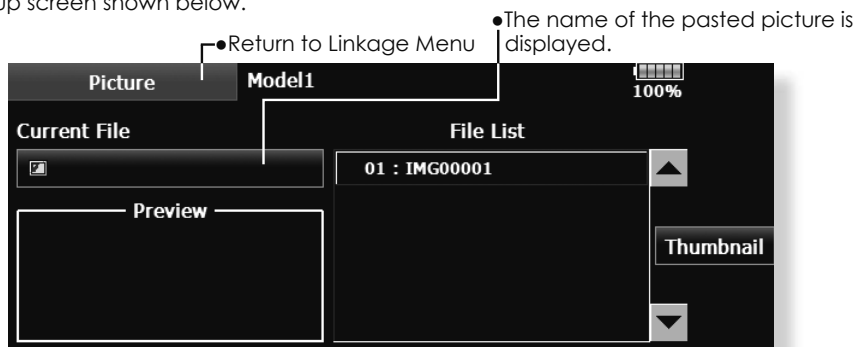 up screen shown below.
●The name of the pasted picture is
displayed.
●Return to Linkage Menu
Picture
Model1
100%
Current File
File List
01 : IMG00001
Preview
Thumbnail